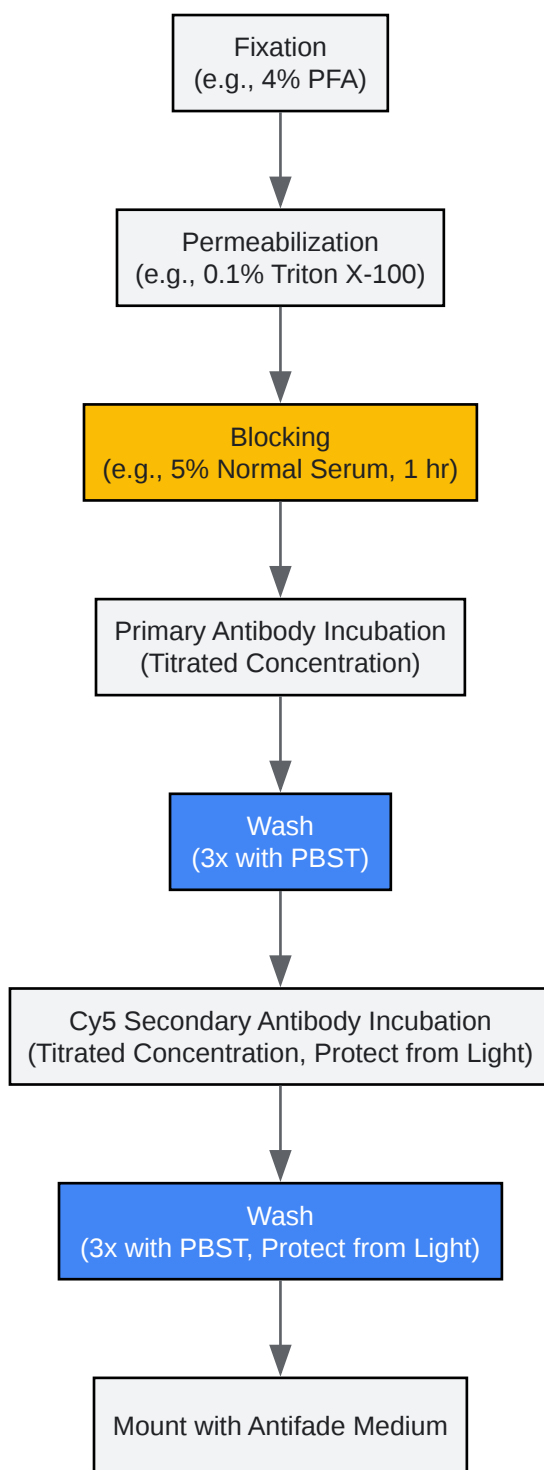 Fixation
(e.g., 4% PFA)
Permeabilization
(e.g., 0.1% Triton X-100)
Blocking
(e.g., 5% Normal Serum, 1 hr)
Primary Antibody Incubation
(Titrated Concentration)
Wash
(3x with PBST)
Cy5 Secondary Antibody Incubation
(Titrated Concentration, Protect from Light)
Wash
(3x with PBST, Protect from Light)
Mount with Antifade Medium